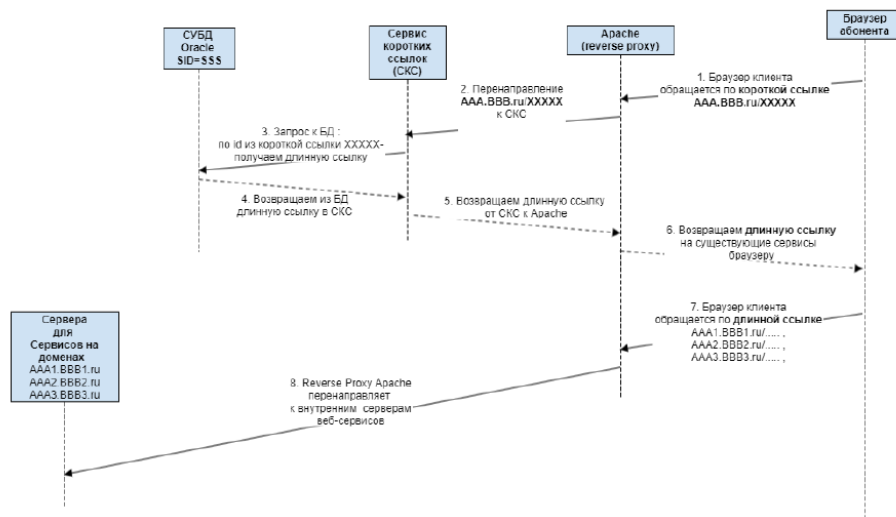 СУБД
Oracle
SID=SSS
Сервис
коротких
ссылок
(СКС)
Apache
(reverse proxy)
Браузер
абонента
1. Браузер клиента
обращается по короткой ссылке
AAA.BBB.ru/XXXXX
2. Перенаправление
AAA.BBB.ru/XXXXX
к СКС
3. Запрос к БД :
по id из короткой ссылки XXXXX-
получаем длинную ссылку
4. Возвращаем из БД
длинную ссылку в СКС
5. Возвращаем длинную ссылку
от СКС к Apache
6. Возвращаем длинную ссылку
на существующие сервисы
браузеру
7. Браузер клиента
обращается по длинной ссылке
AAA1.BBB1.ru/..... ,
AAA2.BBB2.ru/..... ,
AAA3.BBB3.ru/..... ,
Сервера
для
Сервисов на
доменах
AAA1.BBB1.ru
AAA2.BBB2.ru
AAA3.BBB3.ru
8. Reverse Proxy Apache
перенаправляет
к внутренним серверам
веб-сервисов